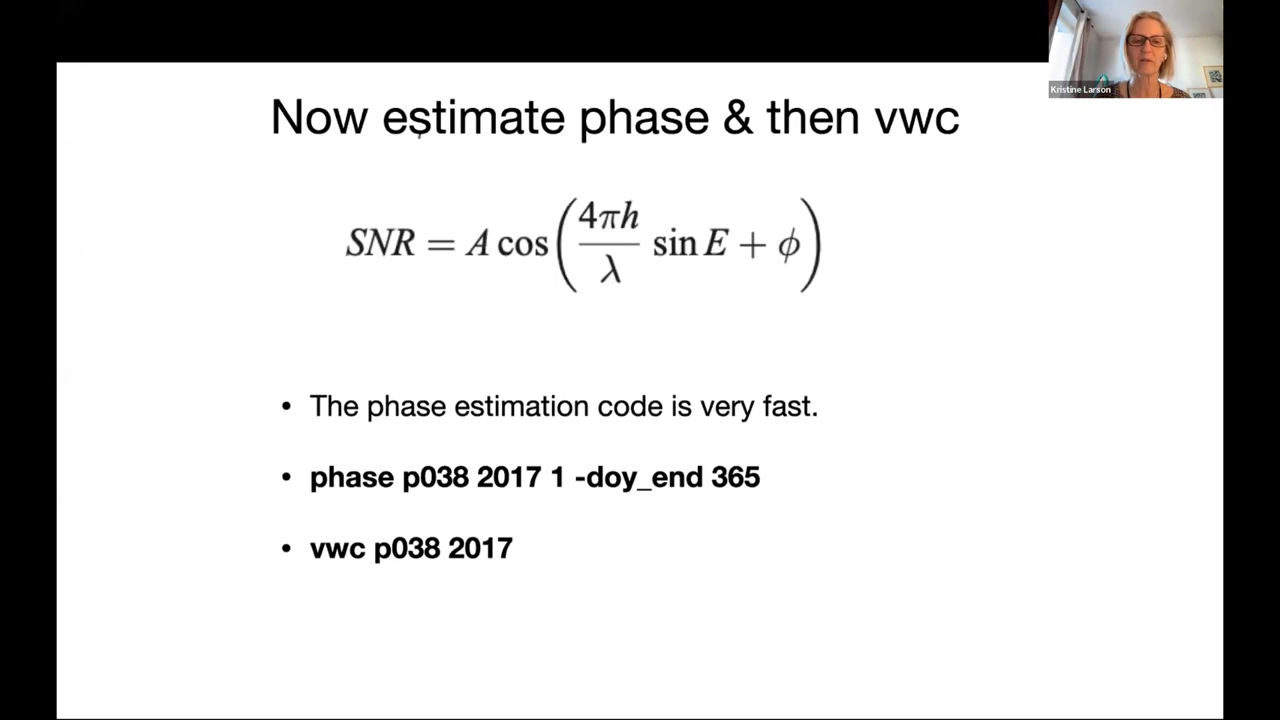 Kristine Larson
Now estimate phase & then vwc
SNR = A cos(4πh/λ sin E + ϕ)
• The phase estimation code is very fast.
• phase p038 2017 1 -doy_end 365
• vwc p038 2017